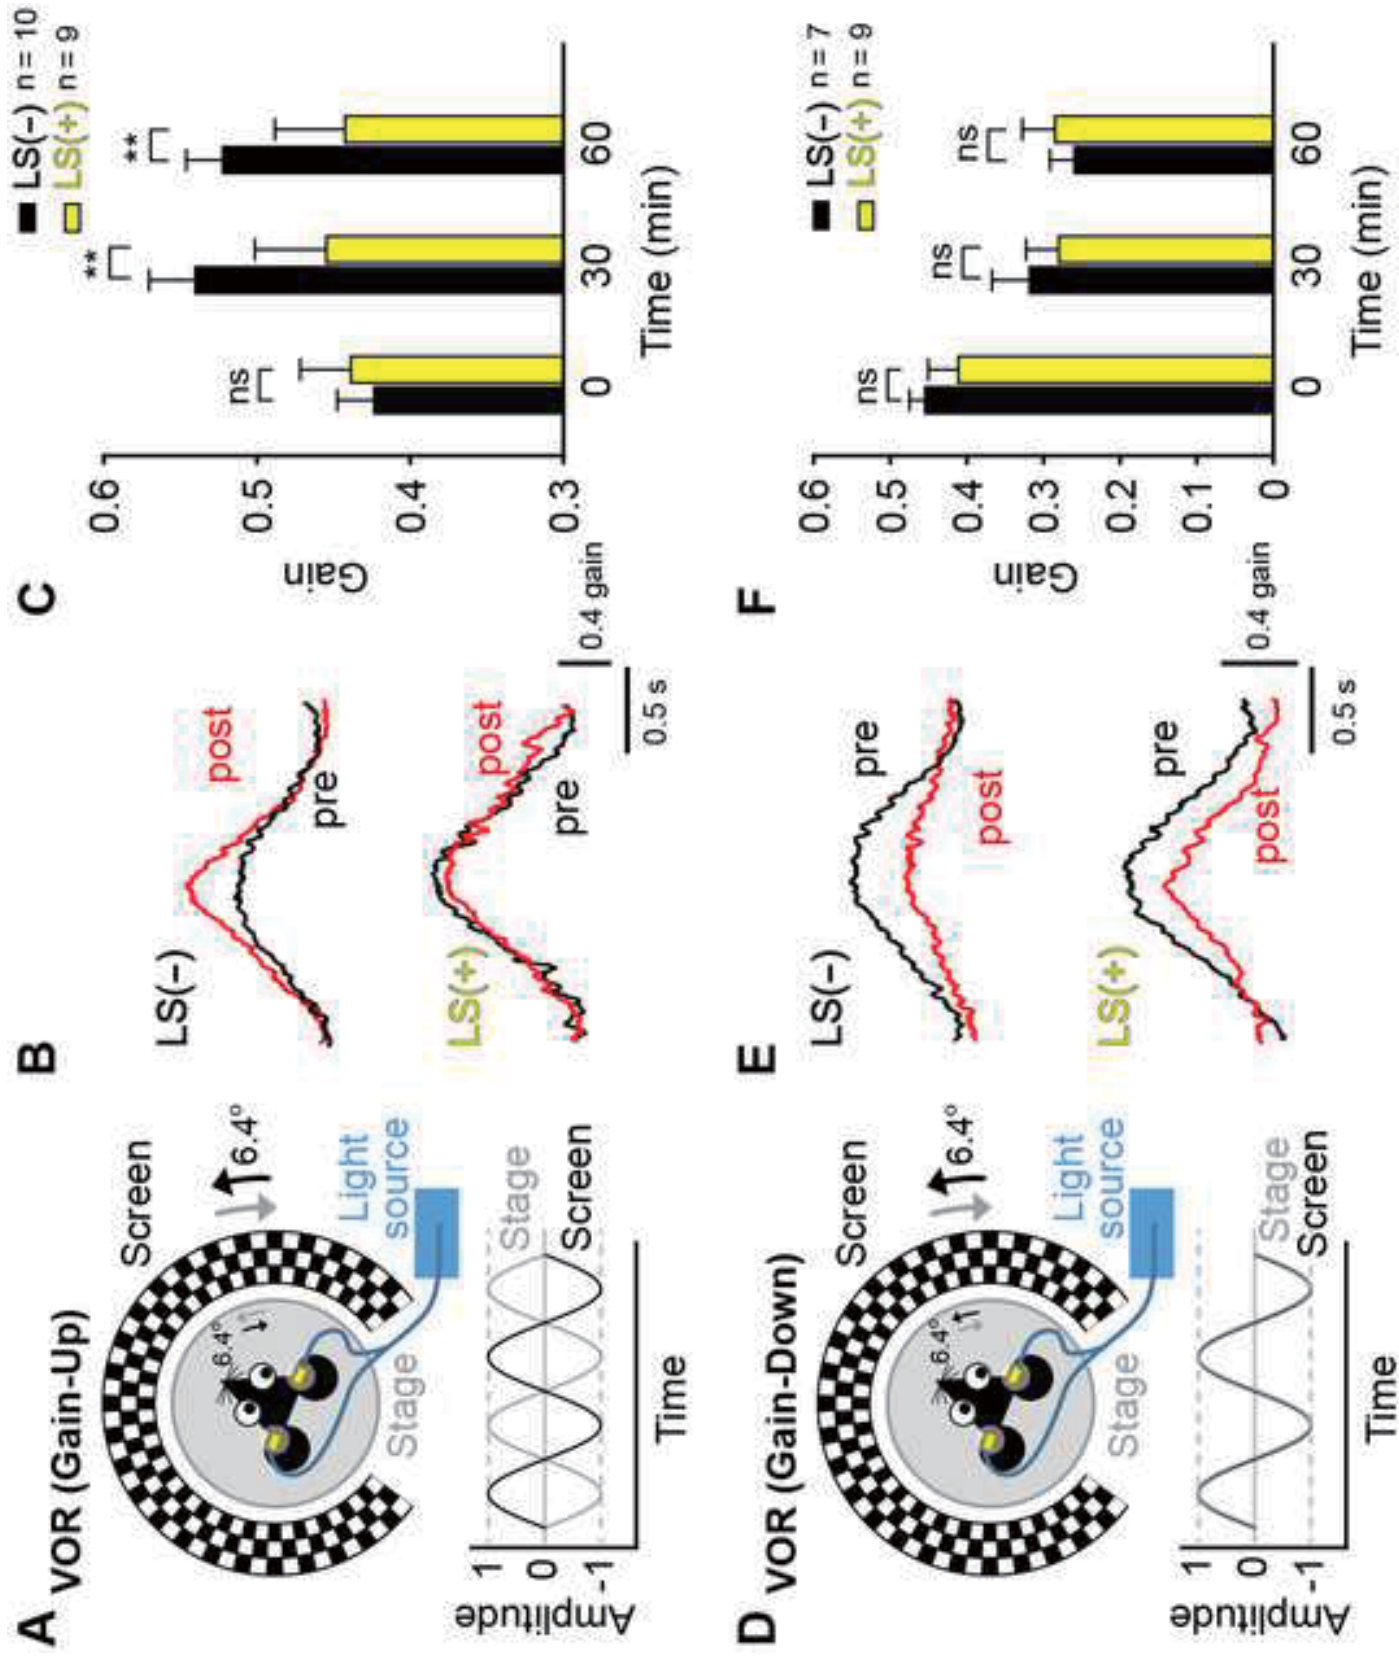 A VOR (Gain-Up)
Screen
6.4°
6.4°
Stage
Light
source
Amplitude
1
0
-1
Stage
Screen
Time
B
LS(−)
post
pre
LS(+)
post
pre
0.4 gain
0.5 s
C
LS(−) n = 10
LS(+) n = 9
Gain
0.6
0.5
0.4
0.3
ns
**
**
0 30 60
Time (min)
D VOR (Gain-Down)
Screen
6.4°
6.4°
Stage
Light
source
Amplitude
1
0
-1
Stage
Screen
Time
E
LS(−)
pre
post
LS(+)
pre
post
0.4 gain
0.5 s
F
LS(−) n = 7
LS(+) n = 9
Gain
0.6
0.5
0.4
0.3
0.2
0.1
0
ns
ns
ns
0 30 60
Time (min)